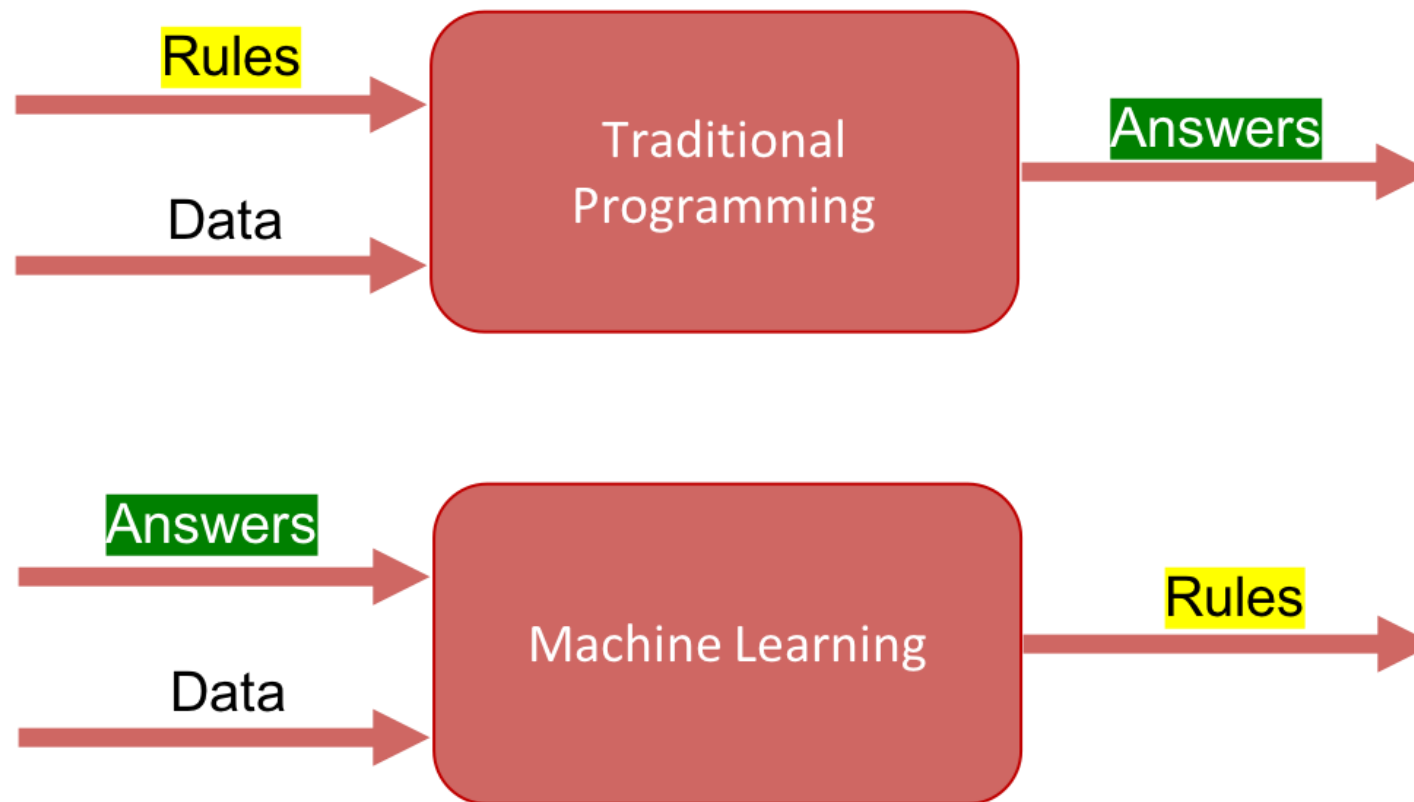 Rules
Data
Traditional
Programming
Answers
Answers
Data
Machine Learning
Rules